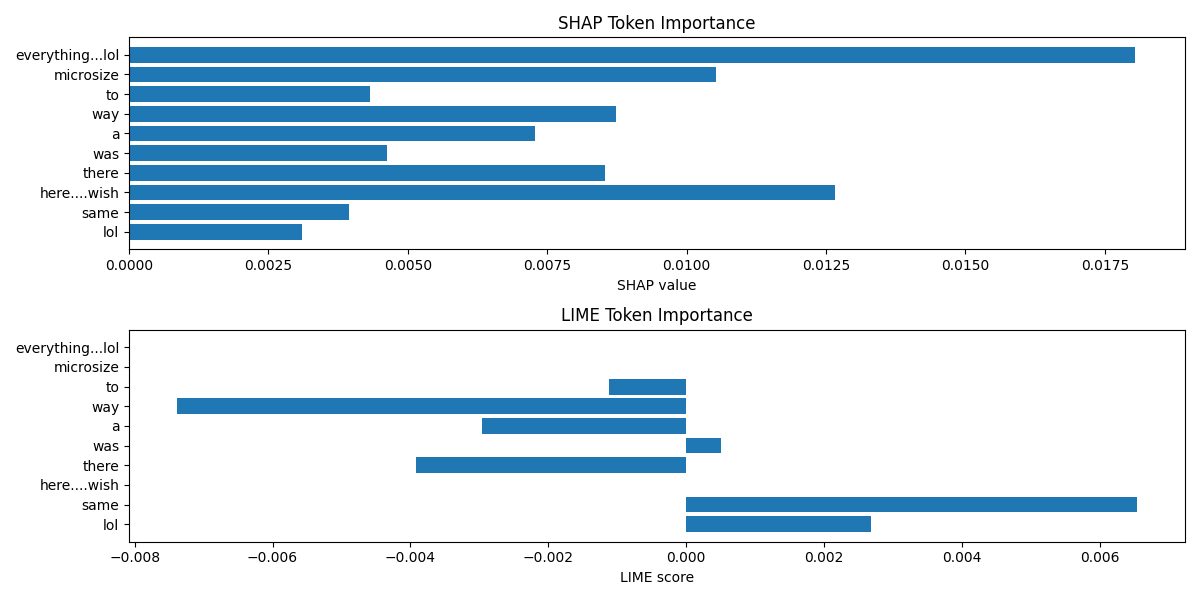 SHAP Token Importance
everything...lol
microsize
to
way
a
was
there
here....wish
same
lol
0.0000 0.0025 0.0050 0.0075 0.0100 0.0125 0.0150 0.0175
SHAP value
LIME Token Importance
everything...lol
microsize
to
way
a
was
there
here....wish
same
lol
−0.008 −0.006 −0.004 −0.002 0.000 0.002 0.004 0.006
LIME score